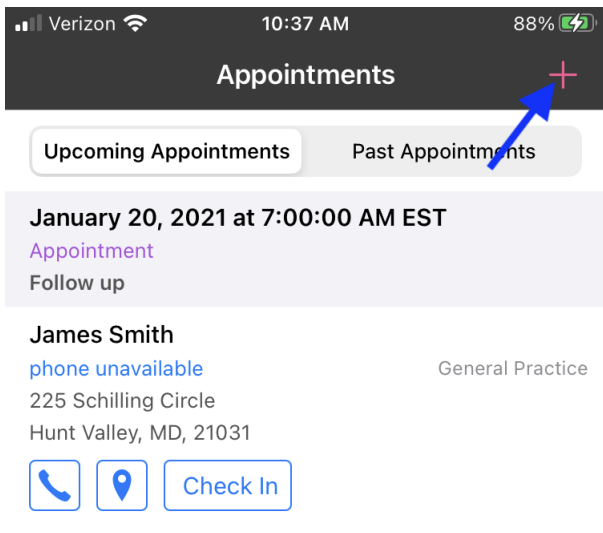 Verizon 10:37 AM 88%
Appointments
Upcoming Appointments Past Appointments
January 20, 2021 at 7:00:00 AM EST
Appointment
Follow up
James Smith
phone unavailable General Practice
225 Schilling Circle
Hunt Valley, MD, 21031
Check In